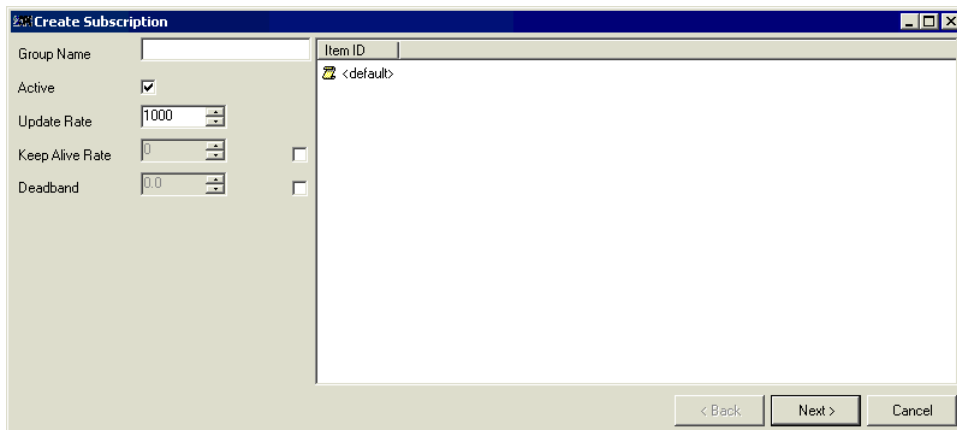 Create Subscription
Group Name
Item ID
<default>
Active
Update Rate 1000
Keep Alive Rate 0
Deadband 0.0
< Back Next > Cancel